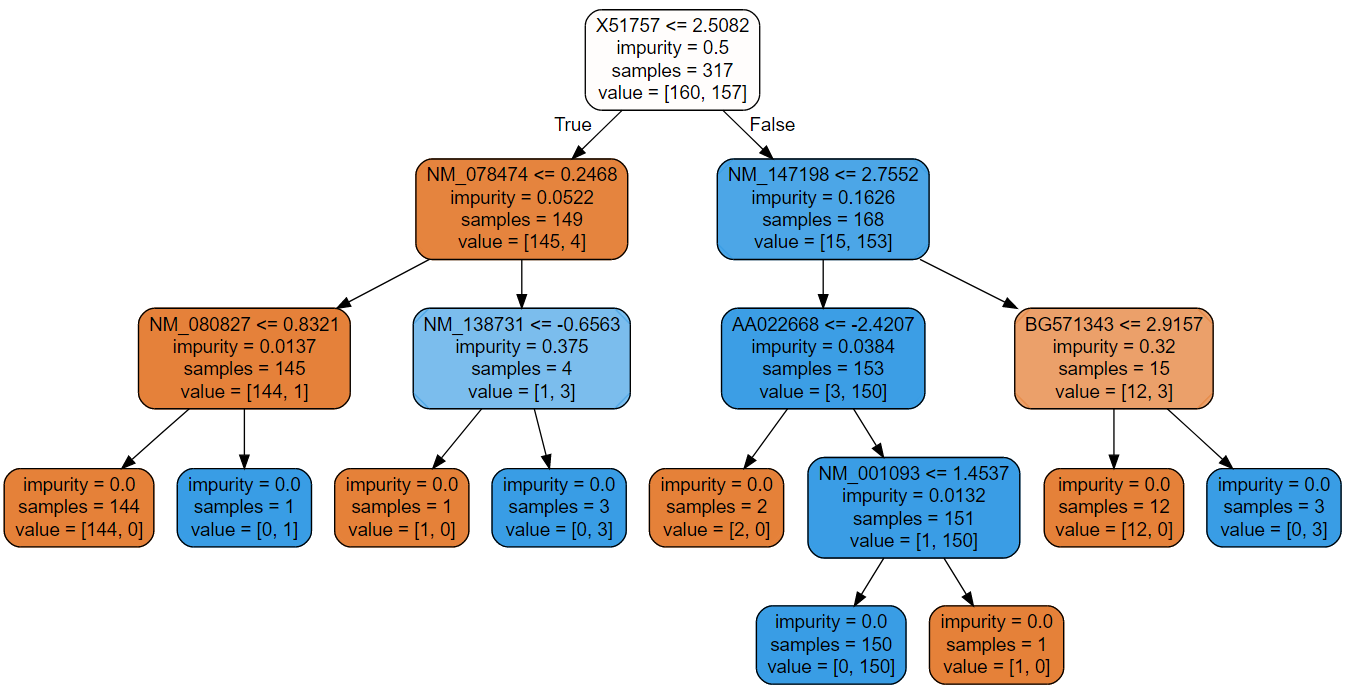 X51757 <= 2.5082
impurity = 0.5
samples = 317
value = [160, 157]
True
False
NM_078474 <= 0.2468
impurity = 0.0522
samples = 149
value = [145, 4]
NM_147198 <= 2.7552
impurity = 0.1626
samples = 168
value = [15, 153]
NM_080827 <= 0.8321
impurity = 0.0137
samples = 145
value = [144, 1]
NM_138731 <= -0.6563
impurity = 0.375
samples = 4
value = [1, 3]
AA022668 <= -2.4207
impurity = 0.0384
samples = 153
value = [3, 150]
BG571343 <= 2.9157
impurity = 0.32
samples = 15
value = [12, 3]
impurity = 0.0
samples = 144
value = [144, 0]
impurity = 0.0
samples = 1
value = [0, 1]
impurity = 0.0
samples = 1
value = [1, 0]
impurity = 0.0
samples = 3
value = [0, 3]
impurity = 0.0
samples = 2
value = [2, 0]
NM_001093 <= 1.4537
impurity = 0.0132
samples = 151
value = [1, 150]
impurity = 0.0
samples = 12
value = [12, 0]
impurity = 0.0
samples = 3
value = [0, 3]
impurity = 0.0
samples = 150
value = [0, 150]
impurity = 0.0
samples = 1
value = [1, 0]